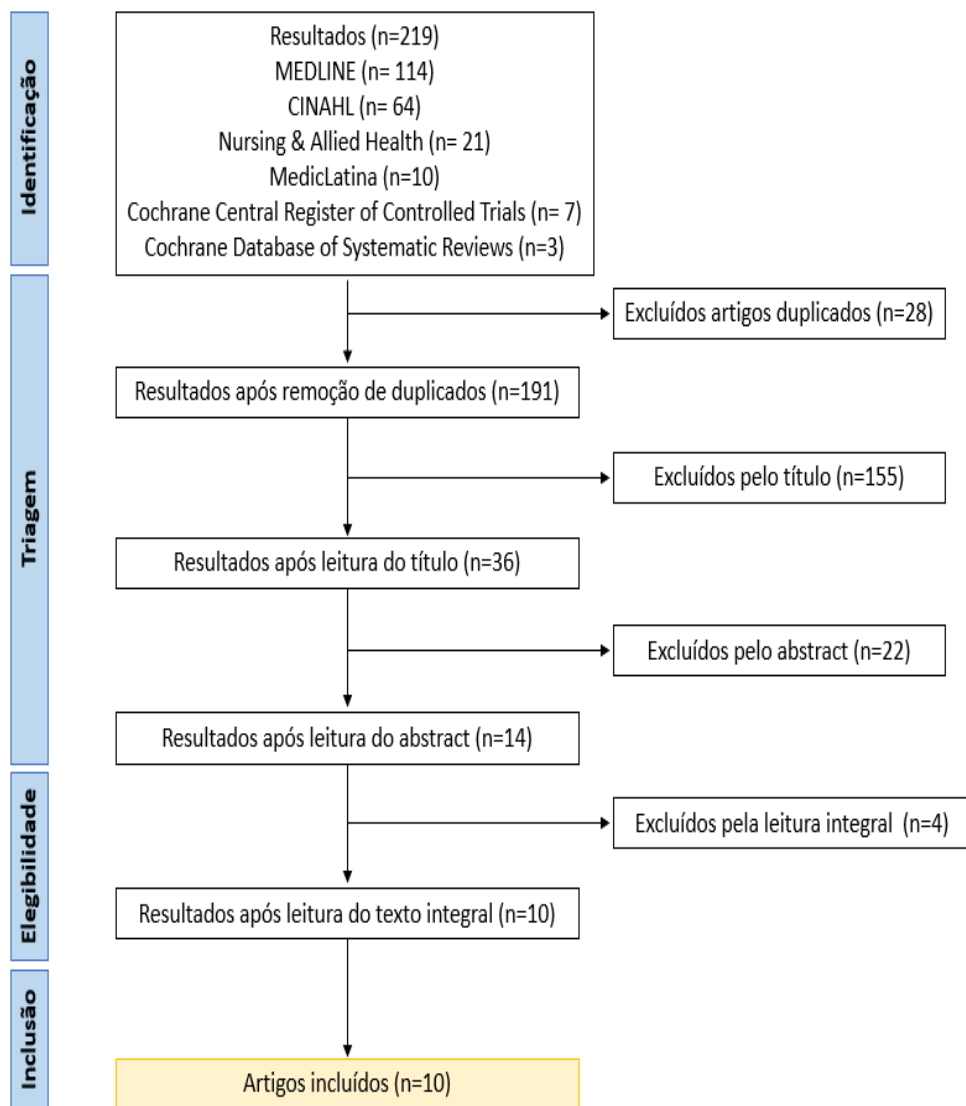 Identificação
Resultados (n=219)
MEDLINE (n= 114)
CINAHL (n= 64)
Nursing & Allied Health (n= 21)
MedicLatina (n=10)
Cochrane Central Register of Controlled Trials (n= 7)
Cochrane Database of Systematic Reviews (n=3)
Triagem
Excluídos artigos duplicados (n=28)
Resultados após remoção de duplicados (n=191)
Excluídos pelo título (n=155)
Resultados após leitura do título (n=36)
Excluídos pelo abstract (n=22)
Resultados após leitura do abstract (n=14)
Elegibilidade
Excluídos pela leitura integral (n=4)
Resultados após leitura do texto integral (n=10)
Inclusão
Artigos incluídos (n=10)